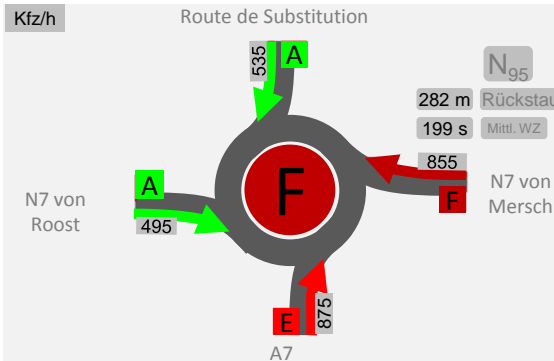 Kfz/h
Route de Substitution
535
A
N95
282 m Rückstau
199 s Mittl. WZ
855
A
F
N7 von
Roost
495
F
N7 von
Mersch
E
875
A7